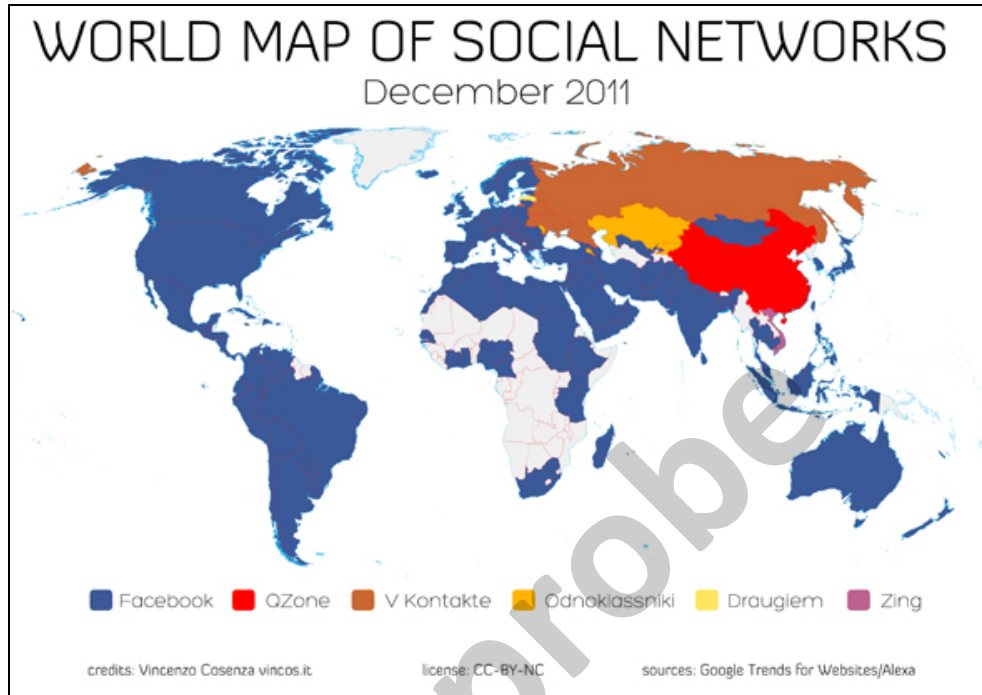 WORLD MAP OF SOCIAL NETWORKS
December 2011
Facebook QZone V Kontakte Odnoklassniki Draugiem Zing
credits: Vincenzo Cosenza vincos.it license: CC-BY-NC sources: Google Trends for Websites/Alexa
probe